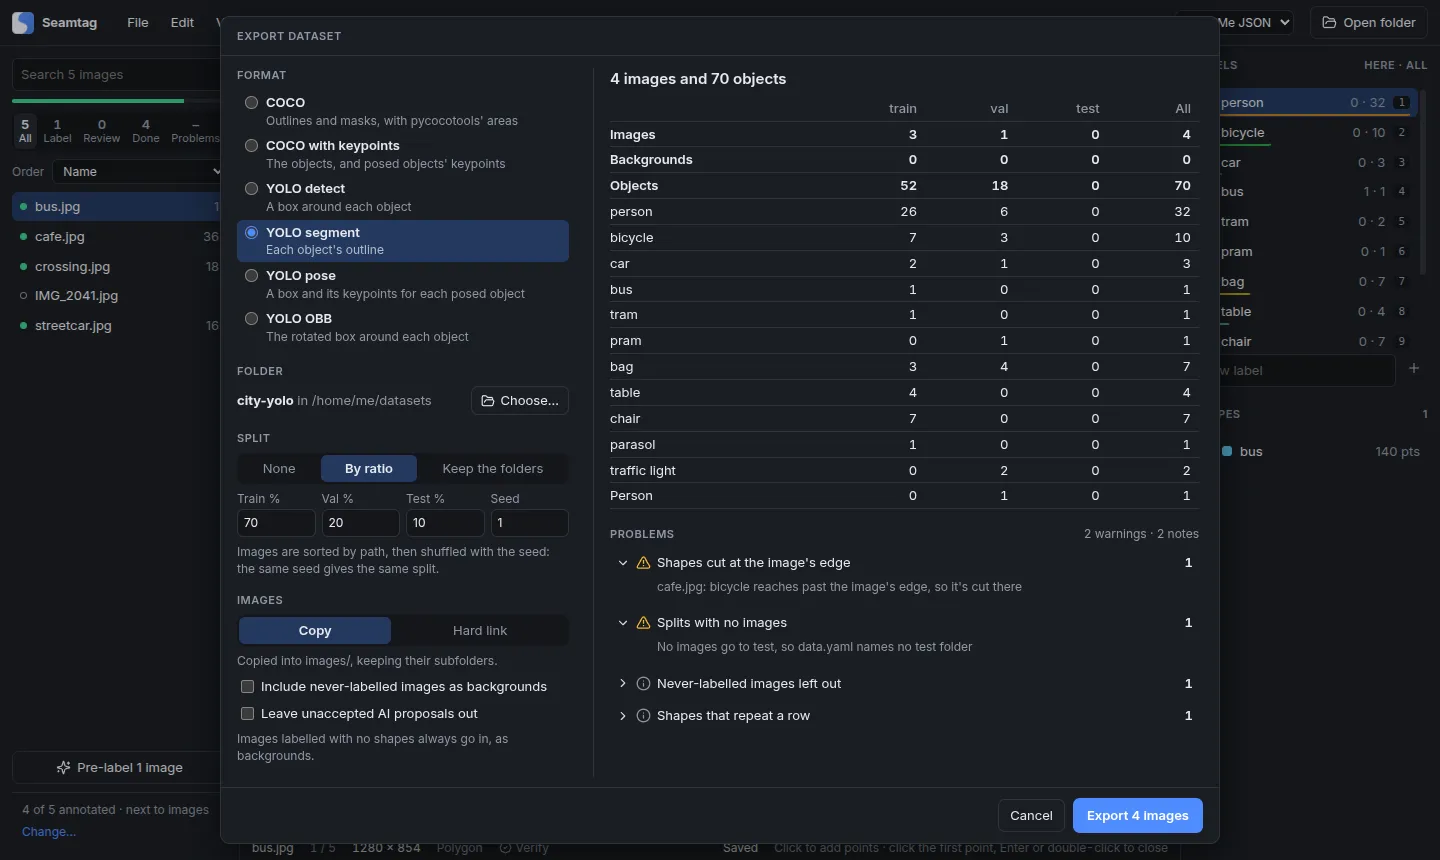 Seamtag File Edit
Me JSON Open folder
EXPORT DATASET
Search 5 images
5 1 0 4 –
All Label Review Done Problems
Order Name
bus.jpg 1
cafe.jpg 36
crossing.jpg 18
IMG_2041.jpg
streetcar.jpg 16
Pre-label 1 image
4 of 5 annotated · next to images
Change...
FORMAT
COCO
Outlines and masks, with pycocotools' areas
COCO with keypoints
The objects, and posed objects' keypoints
YOLO detect
A box around each object
YOLO segment
Each object's outline
YOLO pose
A box and its keypoints for each posed object
YOLO OBB
The rotated box around each object
FOLDER
city-yolo in /home/me/datasets Choose...
SPLIT
None By ratio Keep the folders
Train % Val % Test % Seed
70 20 10 1
Images are sorted by path, then shuffled with the seed:
the same seed gives the same split.
IMAGES
Copy Hard link
Copied into images/, keeping their subfolders.
Include never-labelled images as backgrounds
Leave unaccepted AI proposals out
Images labelled with no shapes always go in, as
backgrounds.
4 images and 70 objects
train val test All
Images 3 1 0 4
Backgrounds 0 0 0 0
Objects 52 18 0 70
person 26 6 0 32
bicycle 7 3 0 10
car 2 1 0 3
bus 1 0 0 1
tram 1 0 0 1
pram 0 1 0 1
bag 3 4 0 7
table 4 0 0 4
chair 7 0 0 7
parasol 1 0 0 1
traffic light 0 2 0 2
Person 0 1 0 1
PROBLEMS 2 warnings · 2 notes
Shapes cut at the image's edge 1
cafe.jpg: bicycle reaches past the image's edge, so it's cut there
Splits with no images 1
No images go to test, so data.yaml names no test folder
Never-labelled images left out 1
Shapes that repeat a row 1
Cancel Export 4 images
ELS HERE · ALL
person 0 · 32 1
bicycle 0 · 10 2
car 0 · 3 3
bus 1 · 1 4
tram 0 · 2 5
pram 0 · 1 6
bag 0 · 7 7
table 0 · 4 8
chair 0 · 7 9
w label +
PES 1
bus 140 pts
bus.jpg 1 / 5 1280 × 854 Polygon Verify Saved Click to add points · click the first point, Enter or double-click to close